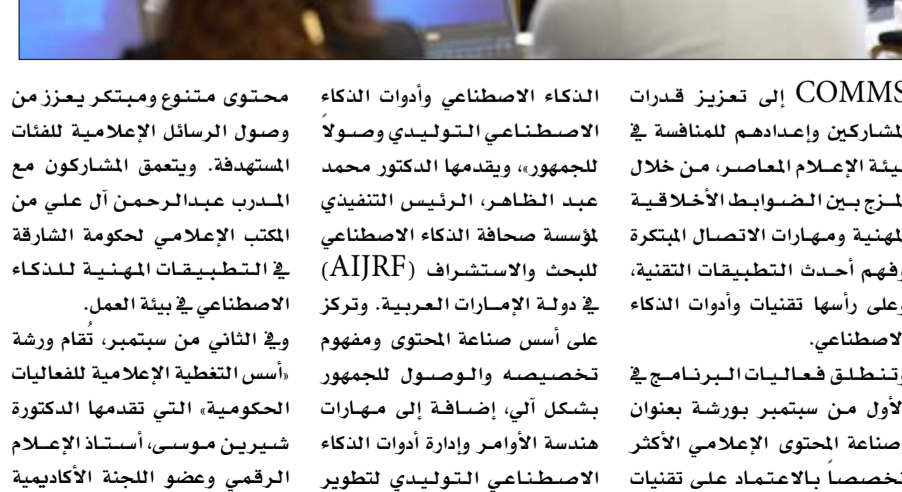 COMMS إلى تعزيز قدرات
لمشاركين وإعدادهم للمنافسة في
بيئة الإعلام المعاصر، من خلال
لمزج بين الضوابط الأخلاقية
لمهنية ومهارات الاتصال المبتكرة
وفهم أحدث التطبيقات التقنية،
وعلى رأسها تقنيات وأدوات الذكاء
لاصطناعي.
وتنطلق فعاليات البرنامج في
لأول من سبتمبر بورشة بعنوان
صناعة المحتوى الإعلامي الأكثر
تخصصاً بالاعتماد على تقنيات
الذكاء الاصطناعي وأدوات الذكاء
الاصطناعي التوليدي وصولاً
للجمهور»، ويقدمها الدكتور محمد
عبد الظاهر، الرئيس التنفيذي
لمؤسسة صحافة الذكاء الاصطناعي
للبحث والاستشراف (AIJRF)
في دولة الإمارات العربية. وتركز
على أسس صناعة المحتوى ومفهوم
تخصيصه والوصول للجمهور
بشكل آلي، إضافة إلى مهارات
هندسة الأوامر وإدارة أدوات الذكاء
الاصطناعي التوليدي لتطوير
محتوى متنوع ومبتكر يعزز من
وصول الرسائل الإعلامية للفئات
المستهدفة. ويتعمق المشاركون مع
المدرب عبدالرحمن آل علي من
المكتب الإعلامي لحكومة الشارقة
في التطبيقات المهنية للذكاء
الاصطناعي في بيئة العمل.
وفي الثاني من سبتمبر، تُقام ورشة
«أسس التغطية الإعلامية للفعاليات
الحكومية» التي تقدمها الدكتورة
شيرين موسى، أستاذ الإعلام
الرقمي وعضو اللجنة الأكاديمية